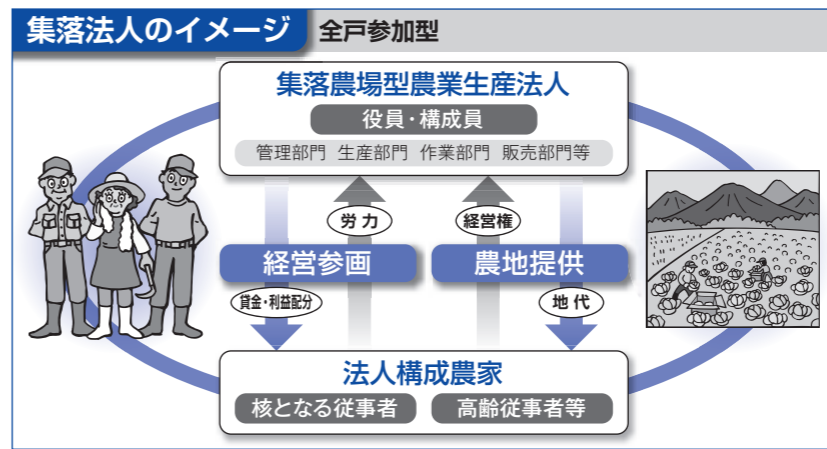 集落法人のイメージ 全戸参加型
集落農場型農業生産法人
役員・構成員
管理部門 生産部門 作業部門 販売部門等
労力 経営権
経営参画 農地提供
貸金・利益配分 地代
法人構成農家
核となる従事者 高齢従事者等